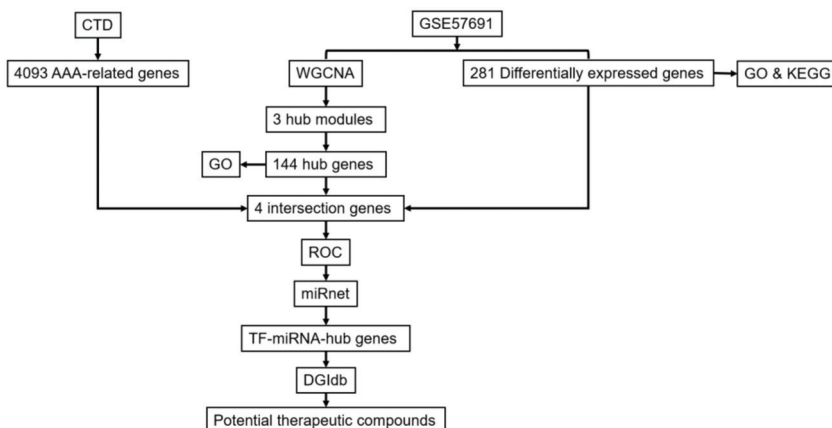 CTD
GSE57691
4093 AAA-related genes
WGCNA
281 Differentially expressed genes
GO & KEGG
3 hub modules
GO
144 hub genes
4 intersection genes
ROC
miRnet
TF-miRNA-hub genes
DGIdb
Potential therapeutic compounds